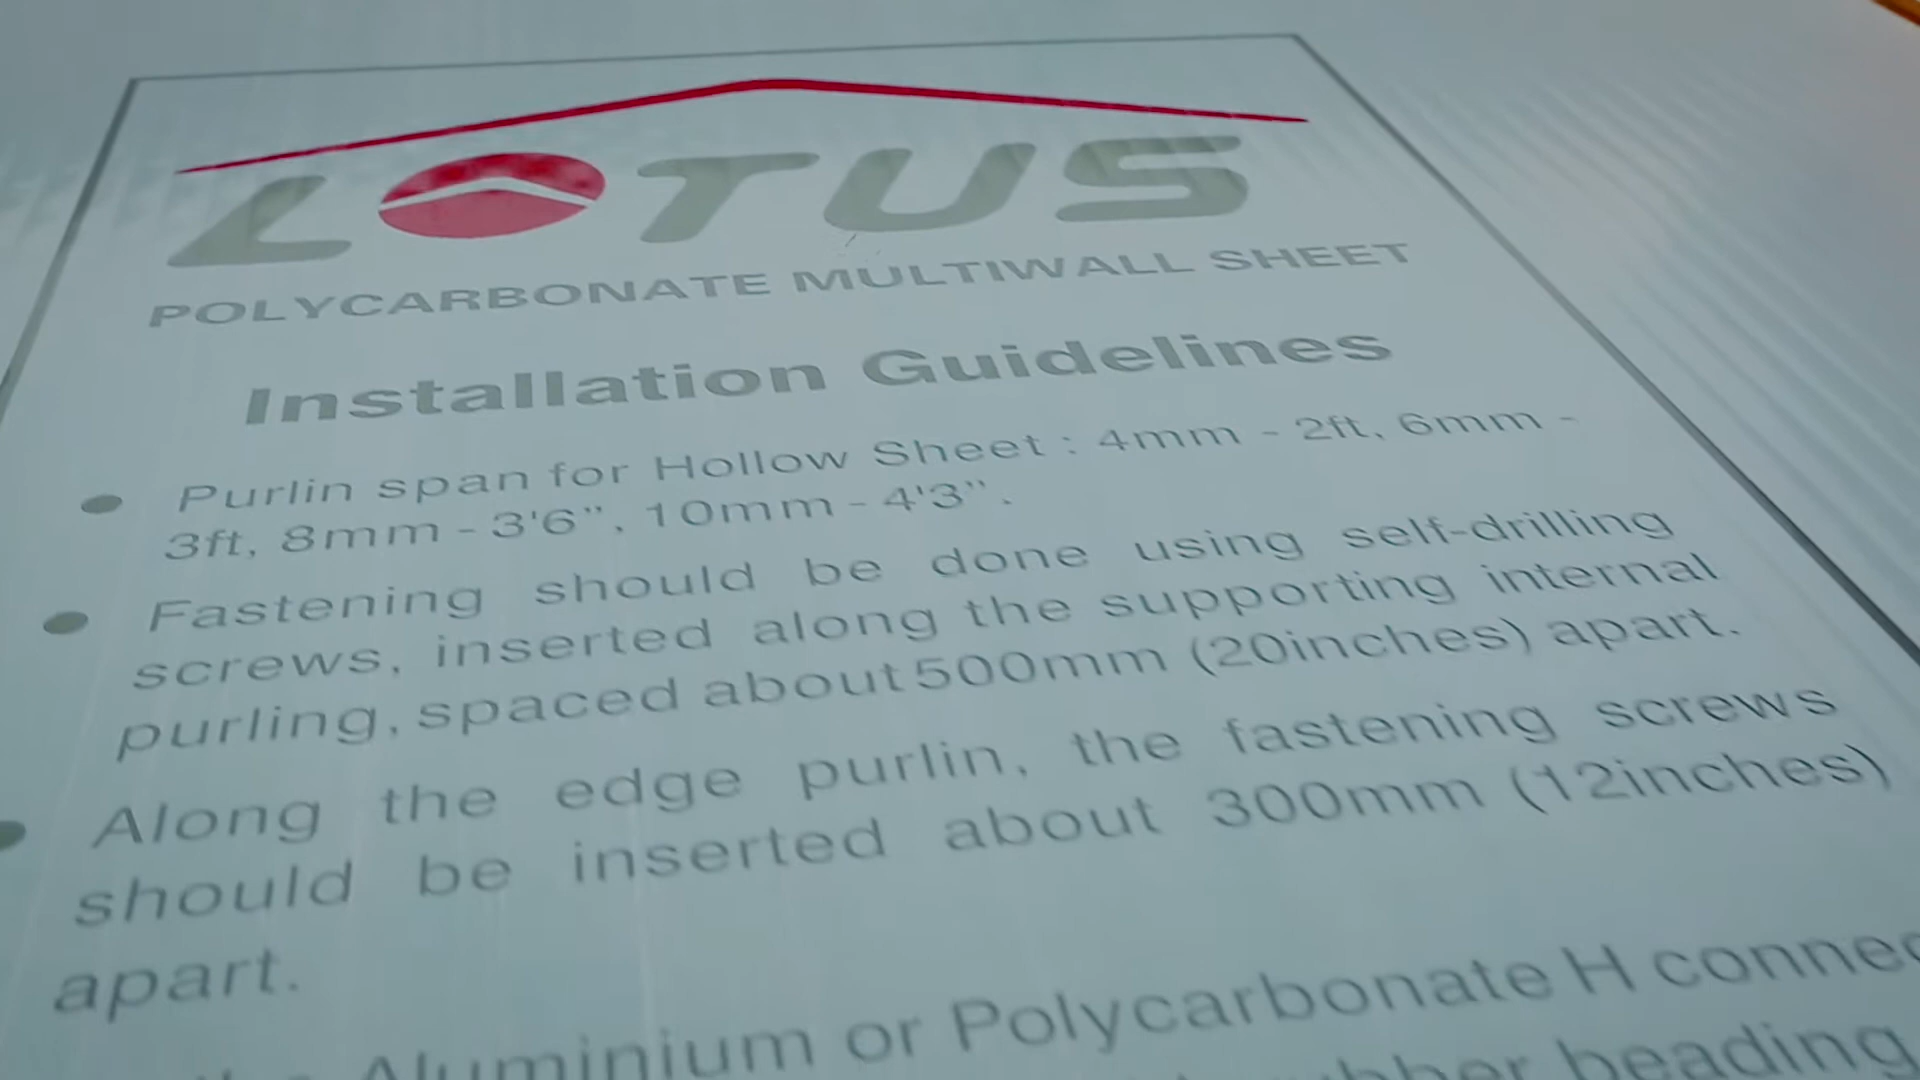 LOTUS
POLYCARBONATE MULTIWALL SHEET
Installation Guidelines
• Purlin span for Hollow Sheet : 4mm - 2ft, 6mm -
3ft, 8mm - 3'6", 10mm - 4'3".
• Fastening should be done using self-drilling
screws, inserted along the supporting internal
purling, spaced about 500mm (20inches) apart.
• Along the edge purlin, the fastening screws
should be inserted about 300mm (12inches)
apart.
Aluminium or Polycarbonate H
beading